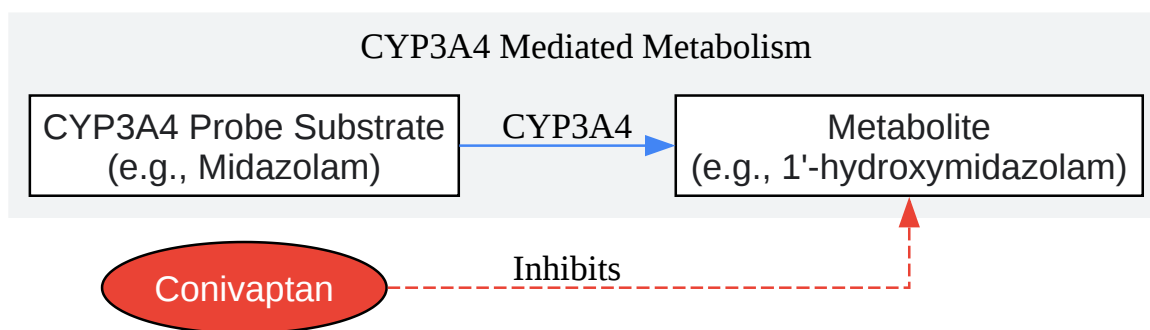 CYP3A4 Mediated Metabolism
CYP3A4 Probe Substrate
(e.g., Midazolam)
CYP3A4
Metabolite
(e.g., 1'-hydroxymidazolam)
Inhibits
Conivaptan